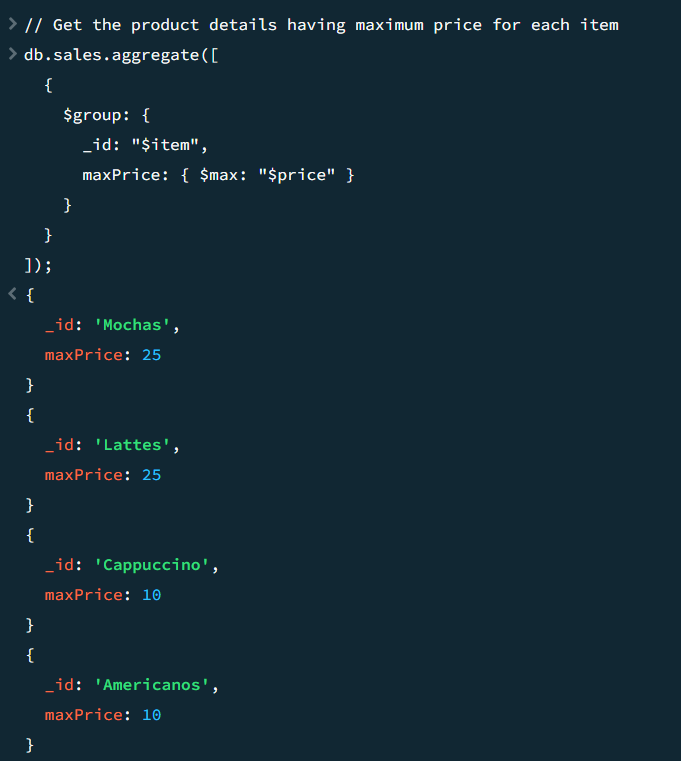 > // Get the product details having maximum price for each item
> db.sales.aggregate([
{
$group: {
_id: "$item",
maxPrice: { $max: "$price" }
}
}
]);
< {
_id: 'Mochas',
maxPrice: 25
}
{
_id: 'Lattes',
maxPrice: 25
}
{
_id: 'Cappuccino',
maxPrice: 10
}
{
_id: 'Americanos',
maxPrice: 10
}